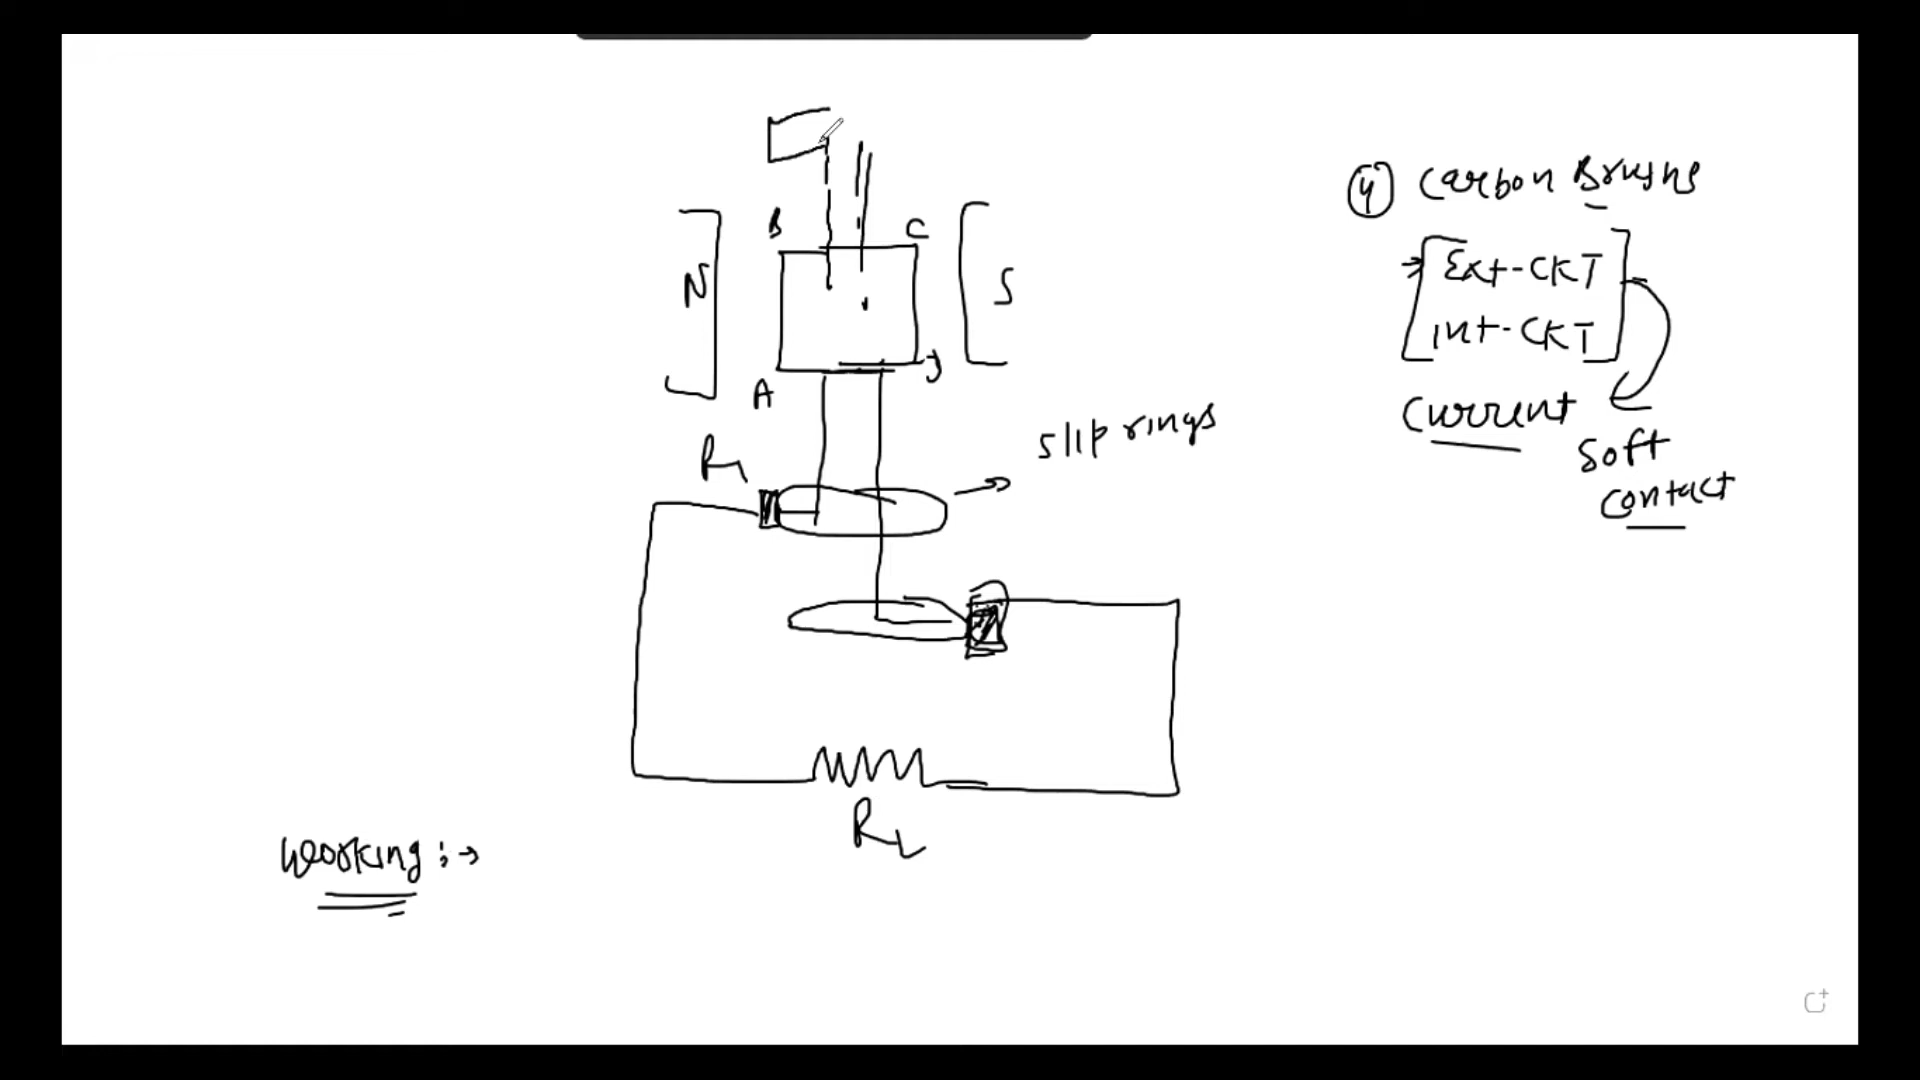 B
C
N
S
A
D
R1
slip rings
RL
Working :→
④ Carbon Brushes
→ Ext-CKT
int-CKT
Current
Soft
contact